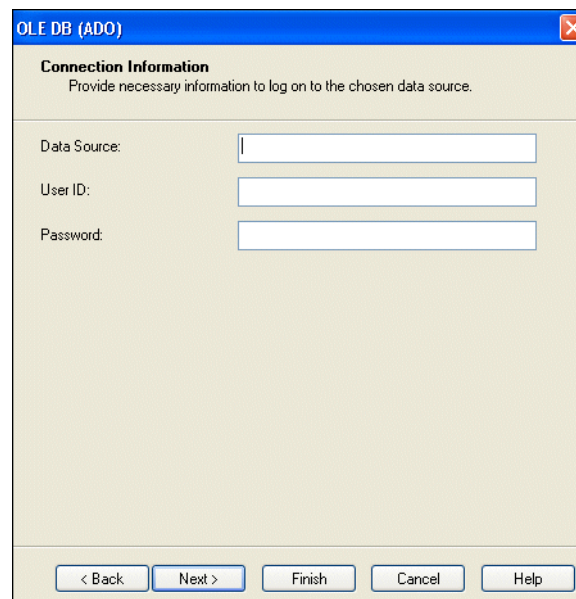 OLE DB (ADO)
Connection Information
Provide necessary information to log on to the chosen data source.
Data Source:
User ID:
Password:
< Back Next > Finish Cancel Help